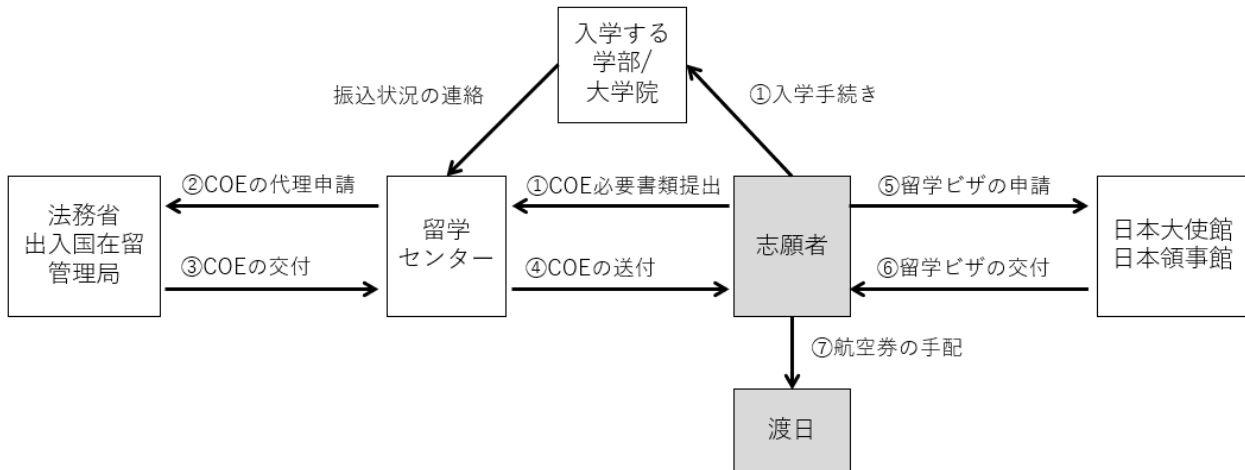 入学する
学部/
大学院
振込状況の連絡
①入学手続き
②COEの代理申請
①COE必要書類提出
⑤留学ビザの申請
法務省
出入国在留
管理局
留学
センター
志願者
日本大使館
日本領事館
③COEの交付
④COEの送付
⑥留学ビザの交付
⑦航空券の手配
渡日